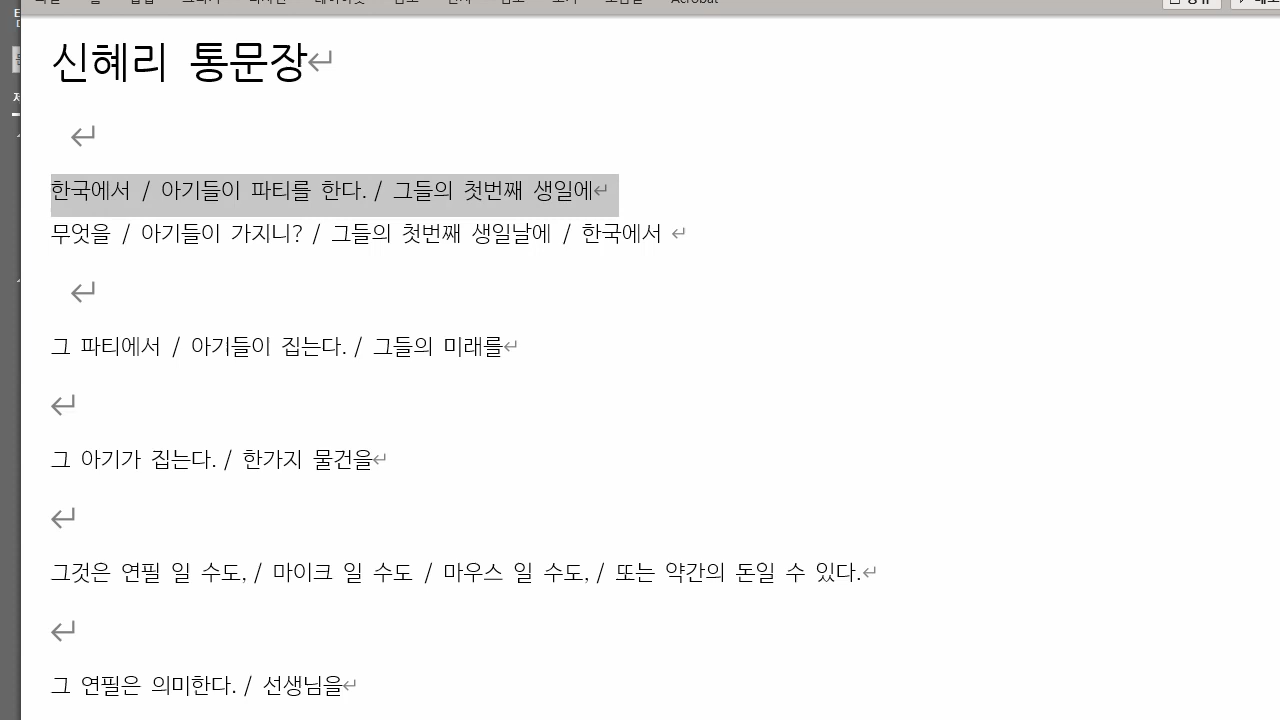 Acrobat
신혜리 통문장
한국에서 / 아기들이 파티를 한다. / 그들의 첫번째 생일에
무엇을 / 아기들이 가지니? / 그들의 첫번째 생일날에 / 한국에서
그 파티에서 / 아기들이 집는다. / 그들의 미래를
그 아기가 집는다. / 한가지 물건을
그것은 연필 일 수도, / 마이크 일 수도 / 마우스 일 수도, / 또는 약간의 돈일 수 있다.
그 연필은 의미한다. / 선생님을